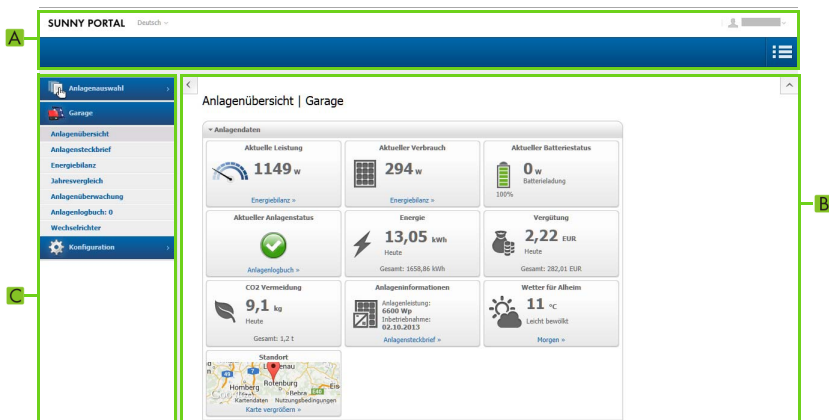 SUNNY PORTAL Deutsch
A
Anlagenauswahl
Garage
Anlagenübersicht
Anlagensteckbrief
Energiebilanz
Jahresvergleich
Anlagenüberwachung
Anlagenlogbuch: 0
Wechselrichter
Konfiguration
C
B
Anlagenübersicht | Garage
Anlagendaten
Aktuelle Leistung
1149 W
Energiebilanz »
Aktueller Verbrauch
294 W
Energiebilanz »
Aktueller Batteriestatus
0 W
Batterieladung
100%
Aktueller Anlagenstatus
Anlagenlogbuch »
Energie
13,05 kWh
Heute
Gesamt: 1658,86 kWh
Vergütung
2,22 EUR
Heute
Gesamt: 282,01 EUR
CO2 Vermeidung
9,1 kg
Heute
Gesamt: 1,2 t
Anlageninformationen
Anlagenleistung:
6600 Wp
Inbetriebnahme:
02.10.2013
Anlagensteckbrief »
Wetter für Alheim
11 °C
Leicht bewölkt
Morgen »
Standort
Homberg
Rotenburg
Bebra
Kartendaten Nutzungsbedingungen
Karte vergrößern »